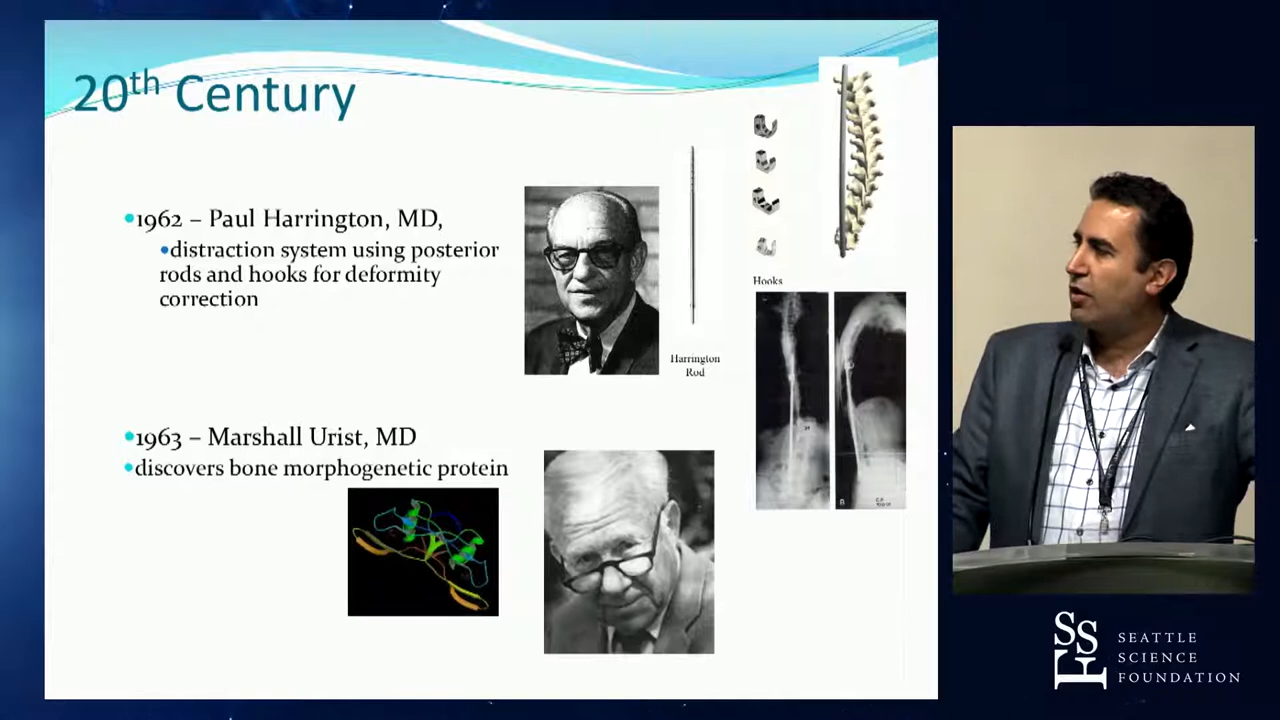 20th Century
•1962 – Paul Harrington, MD,
•distraction system using posterior
rods and hooks for deformity
correction
Hooks
Harrington
Rod
•1963 – Marshall Urist, MD
•discovers bone morphogenetic protein
SSF
SEATTLE
SCIENCE
FOUNDATION